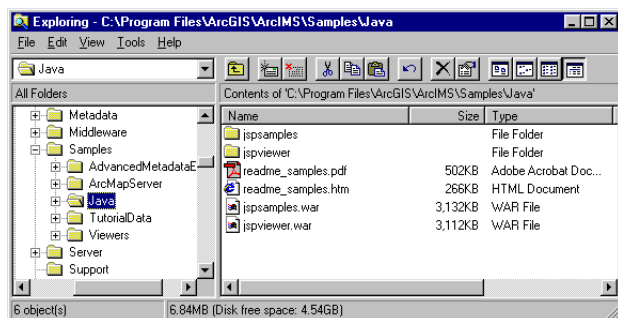 Exploring - C:\Program Files\ArcGIS\ArcIMS\Samples\Java
File Edit View Tools Help
Java
All Folders
Contents of 'C:\Program Files\ArcGIS\ArcIMS\Samples\Java'
Metadata
Middleware
Samples
AdvancedMetadataE
ArcMapServer
Java
TutorialData
Viewers
Server
Support
Name Size Type
jspsamples File Folder
jspviewer File Folder
readme_samples.pdf 502KB Adobe Acrobat Doc...
readme_samples.htm 266KB HTML Document
jspsamples.war 3,132KB WAR File
jspviewer.war 3,112KB WAR File
6 object(s) 6.84MB (Disk free space: 4.54GB)